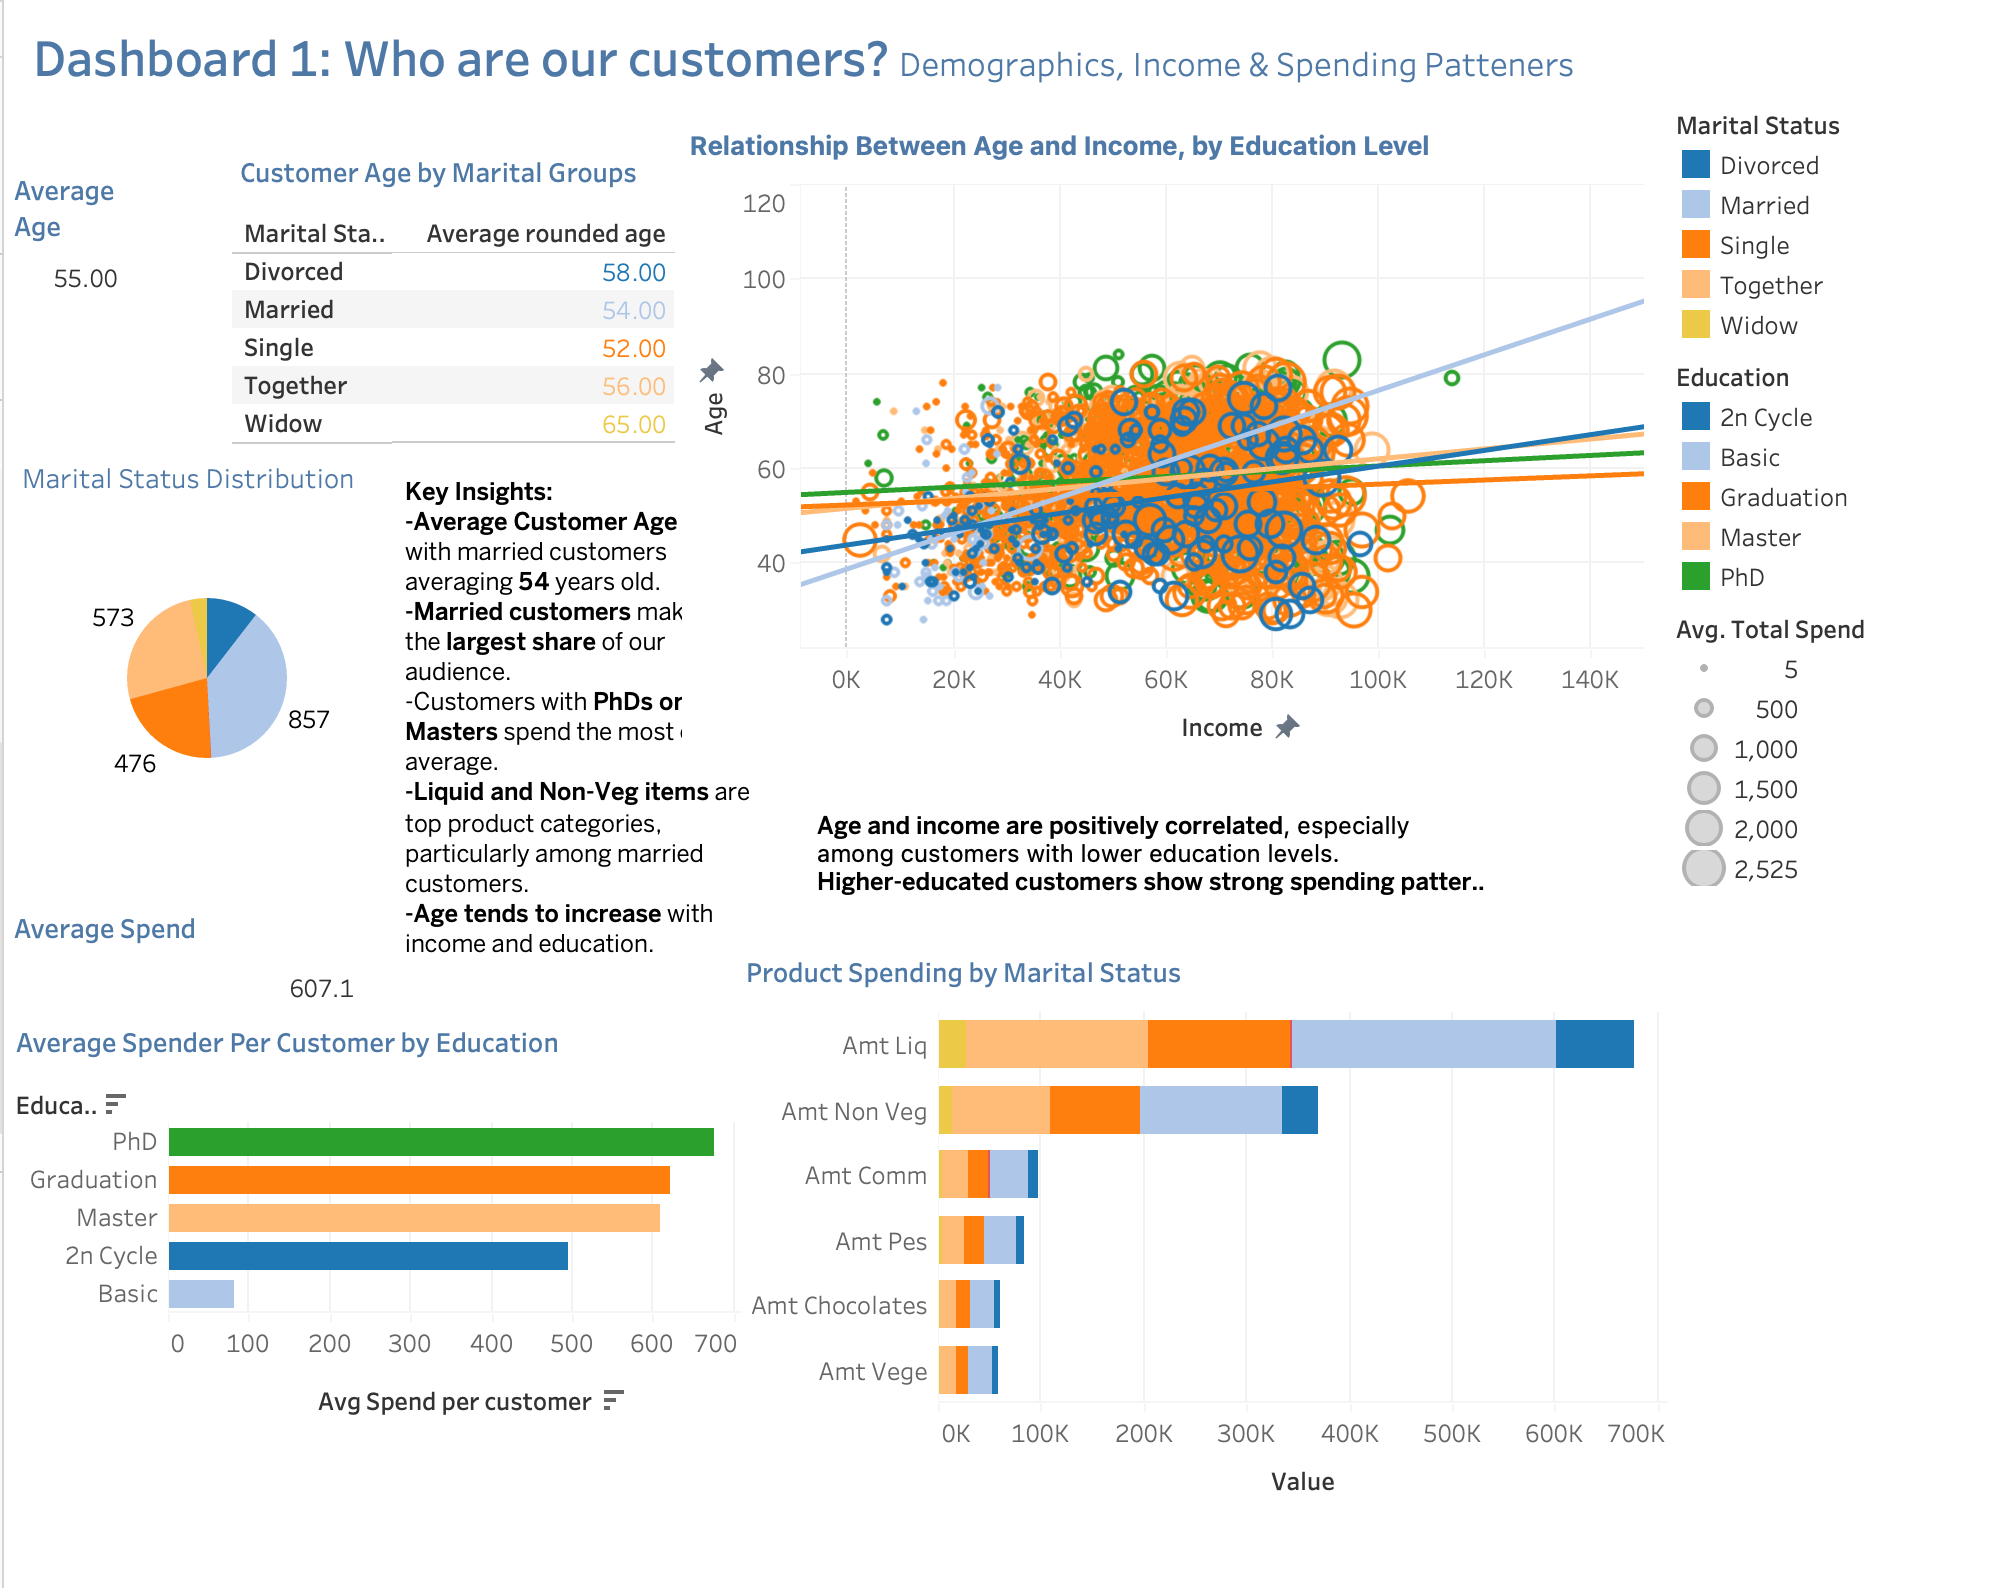 Dashboard 1: Who are our customers? Demographics, Income & Spending Patteners
Average
Age
55.00
Customer Age by Marital Groups
Marital Sta.. Average rounded age
Divorced 58.00
Married 54.00
Single 52.00
Together 56.00
Widow 65.00
Marital Status Distribution
573
857
476
Key Insights:
-Average Customer Age
with married customers
averaging 54 years old.
-Married customers mak
the largest share of our
audience.
-Customers with PhDs or
Masters spend the most
average.
-Liquid and Non-Veg items are
top product categories,
particularly among married
customers.
-Age tends to increase with
income and education.
Relationship Between Age and Income, by Education Level
120
100
80
60
40
Age
0K 20K 40K 60K 80K 100K 120K 140K
Income
Age and income are positively correlated, especially
among customers with lower education levels.
Higher-educated customers show strong spending patter..
Marital Status
Divorced
Married
Single
Together
Widow
Education
2n Cycle
Basic
Graduation
Master
PhD
Avg. Total Spend
5
500
1,000
1,500
2,000
2,525
Average Spend
607.1
Average Spender Per Customer by Education
Educa..
PhD
Graduation
Master
2n Cycle
Basic
0 100 200 300 400 500 600 700
Avg Spend per customer
Product Spending by Marital Status
Amt Liq
Amt Non Veg
Amt Comm
Amt Pes
Amt Chocolates
Amt Vege
0K 100K 200K 300K 400K 500K 600K 700K
Value